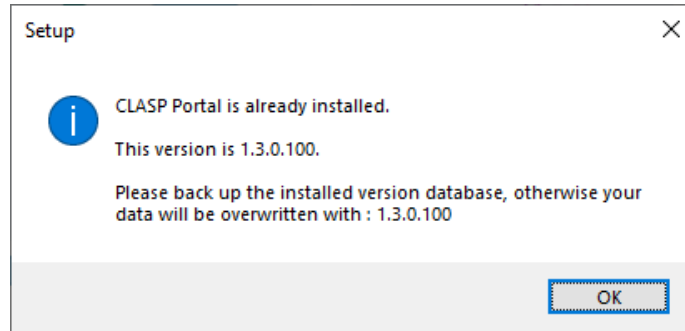 Setup
CLASP Portal is already installed.
This version is 1.3.0.100.
Please back up the installed version database, otherwise your
data will be overwritten with : 1.3.0.100
OK